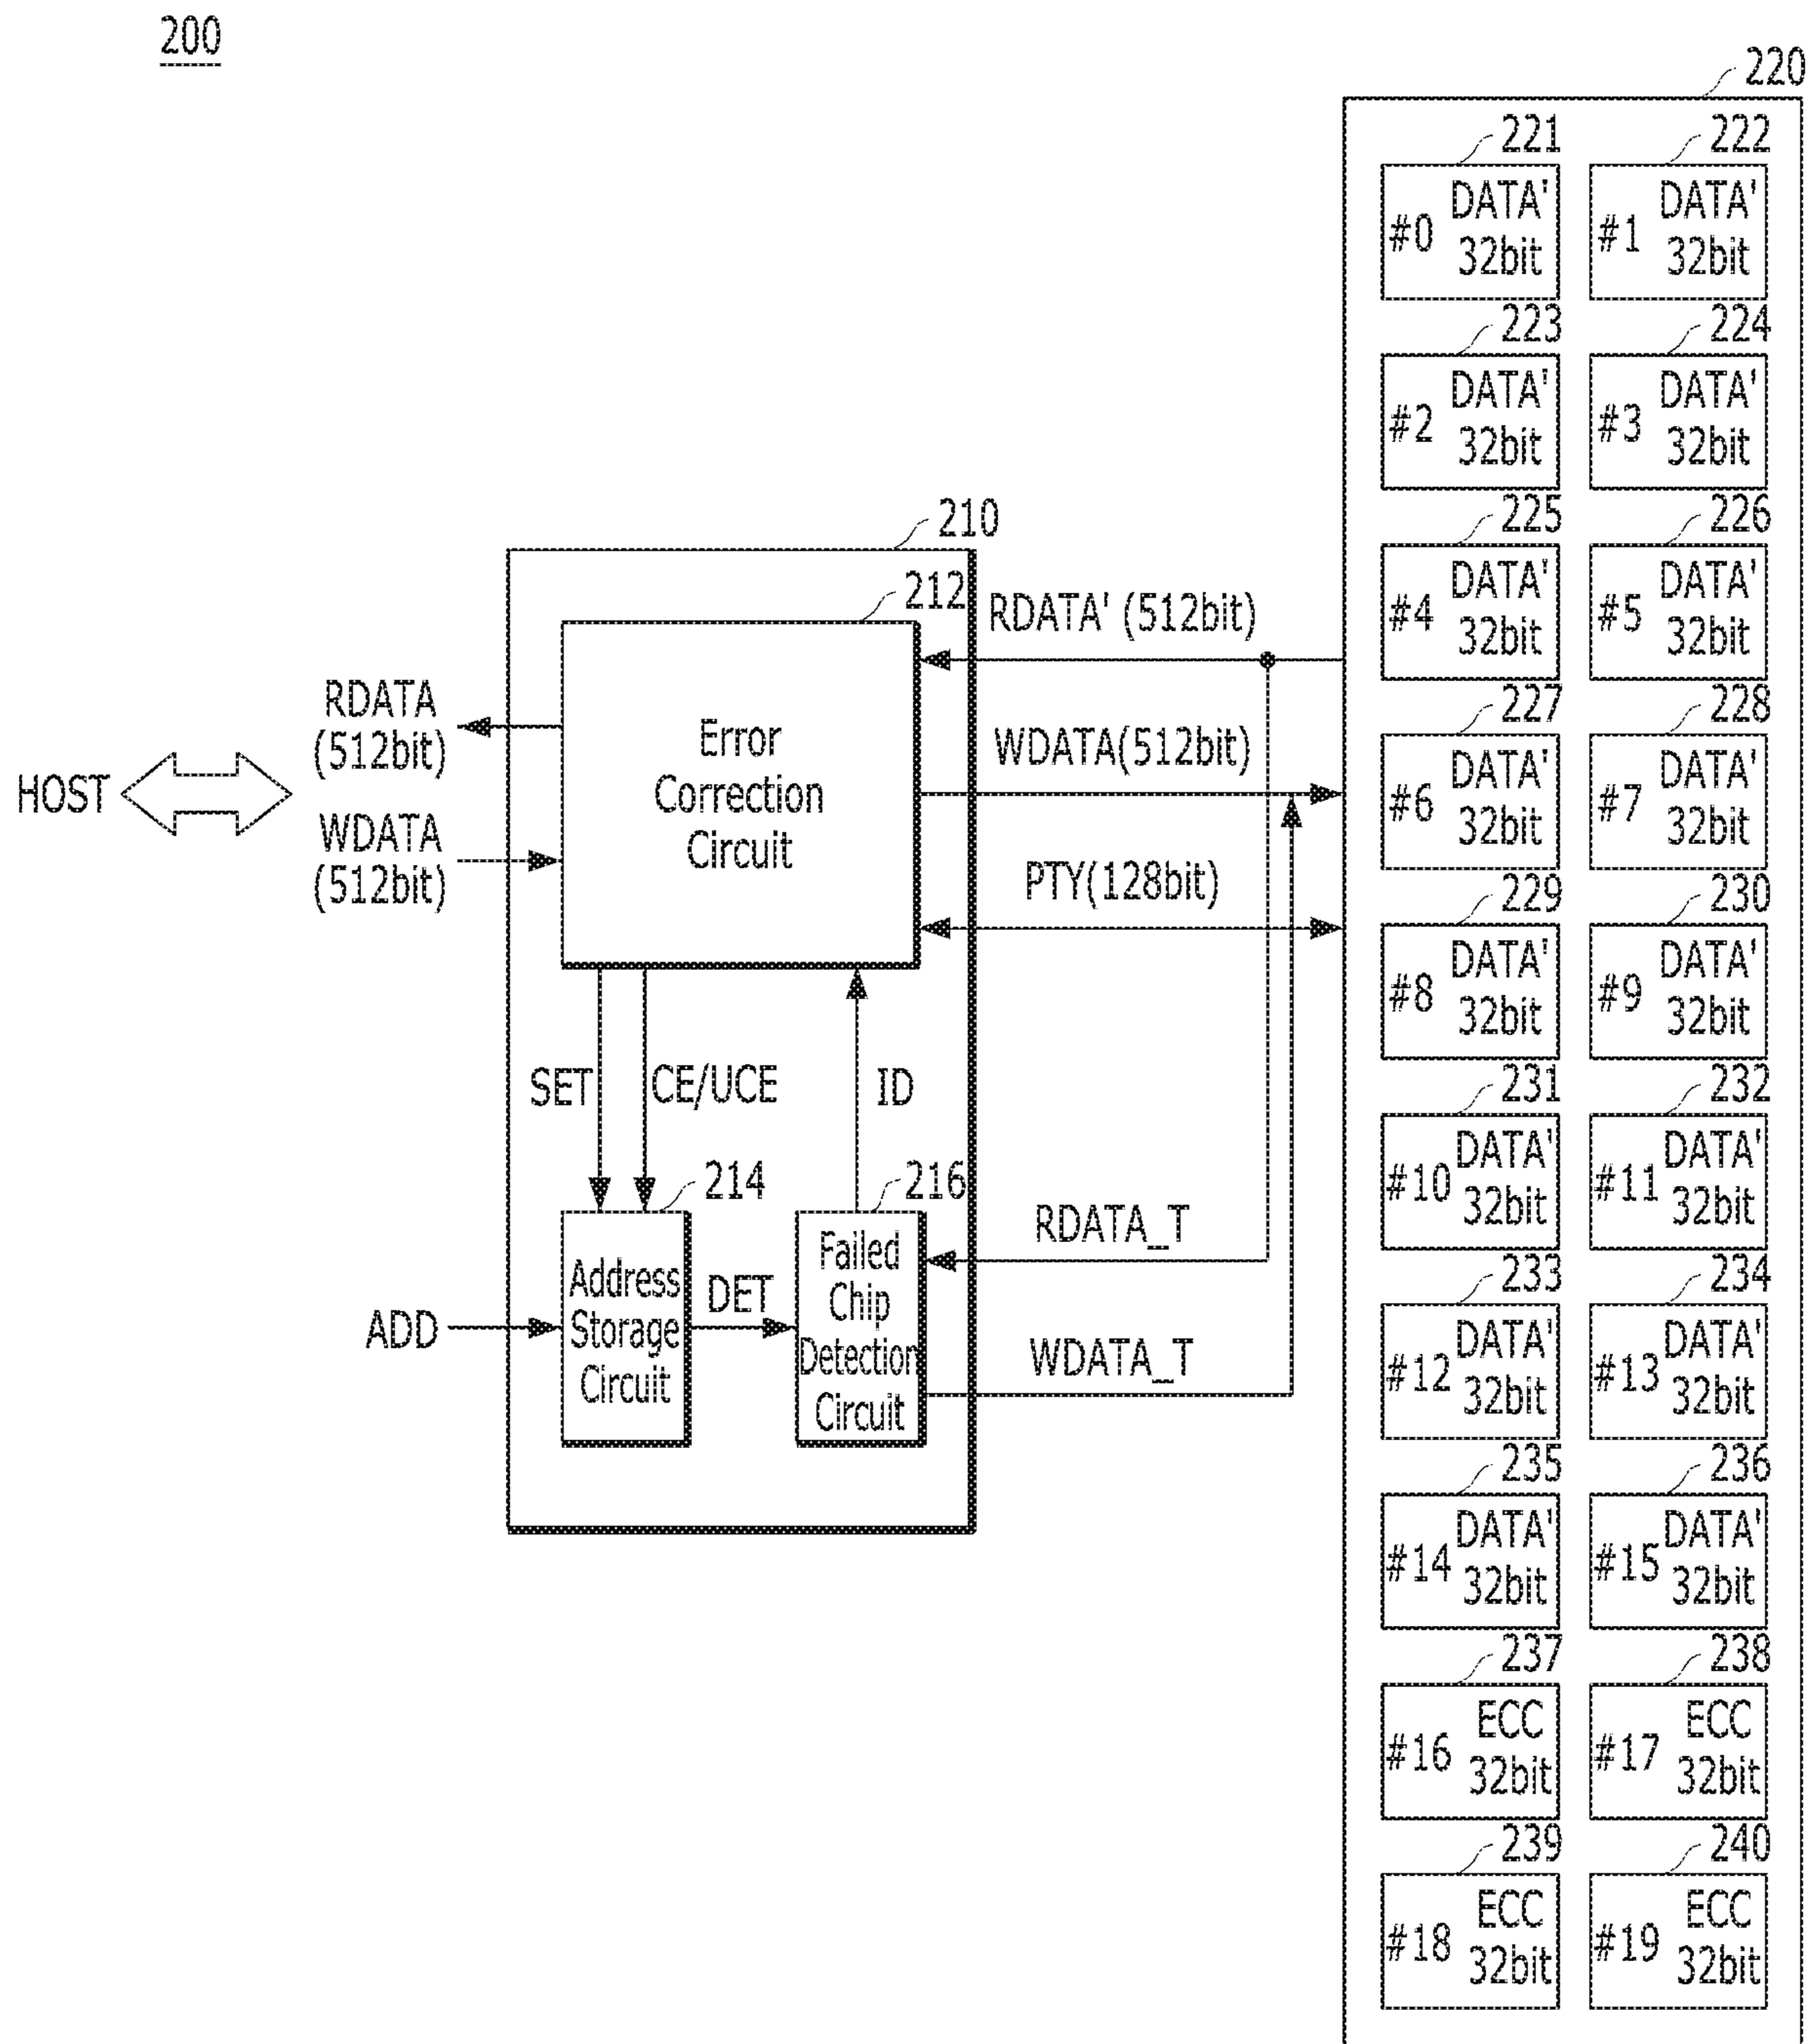 200
220
221
222
#0 DATA' 32bit
#1 DATA' 32bit
223
224
#2 DATA' 32bit
#3 DATA' 32bit
225
226
#4 DATA' 32bit
#5 DATA' 32bit
227
228
#6 DATA' 32bit
#7 DATA' 32bit
229
230
#8 DATA' 32bit
#9 DATA' 32bit
231
232
#10 DATA' 32bit
#11 DATA' 32bit
233
234
#12 DATA' 32bit
#13 DATA' 32bit
235
236
#14 DATA' 32bit
#15 DATA' 32bit
237
238
#16 ECC 32bit
#17 ECC 32bit
239
240
#18 ECC 32bit
#19 ECC 32bit
210
212
Error
Correction
Circuit
RDATA' (512bit)
WDATA(512bit)
PTY(128bit)
RDATA
(512bit)
HOST
WDATA
(512bit)
SET
CE/UCE
ID
214
216
Address
Storage
Circuit
DET
Failed
Chip
Detection
Circuit
ADD
RDATA_T
WDATA_T